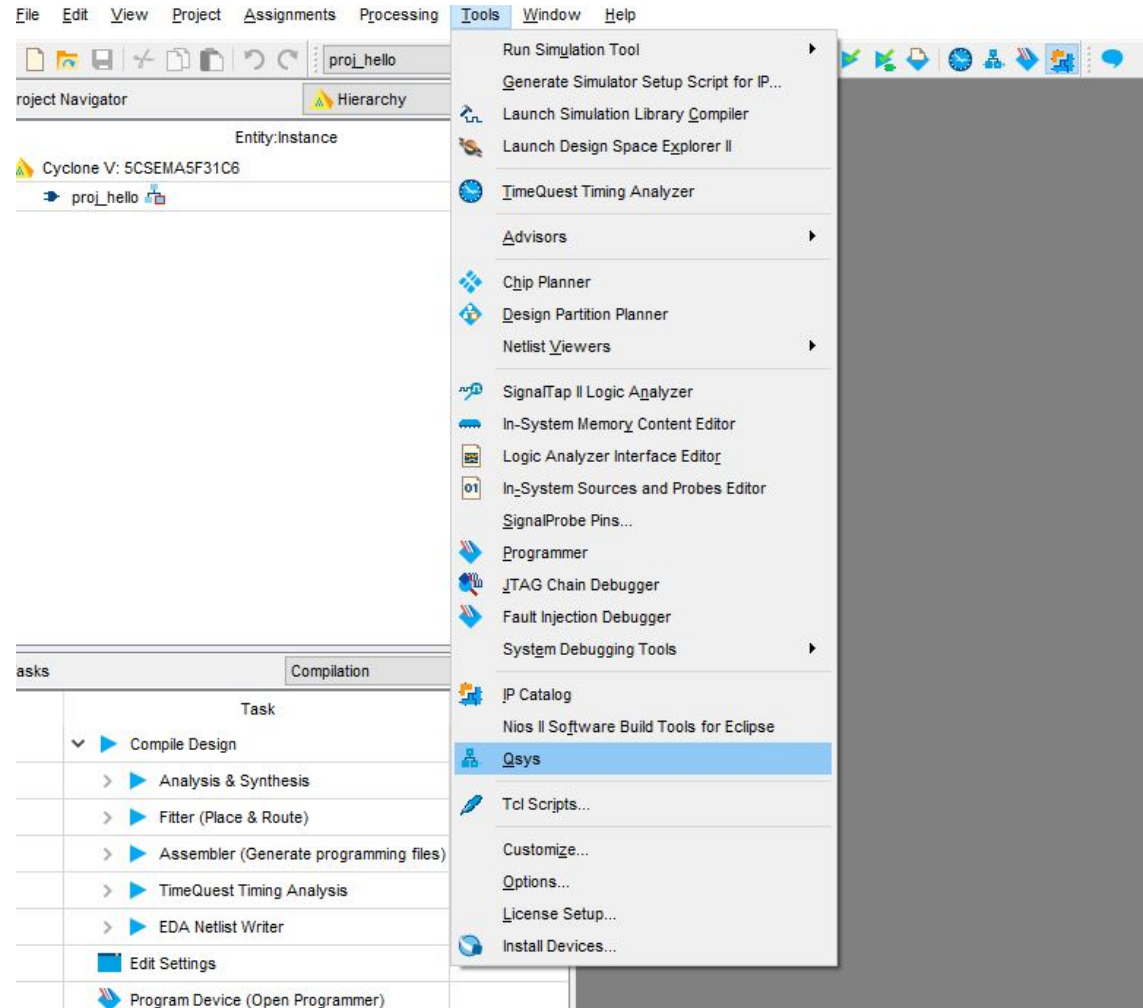 File Edit View Project Assignments Processing Tools Window Help
proj_hello
roject Navigator
Hierarchy
Entity:Instance
Cyclone V: 5CSEMA5F31C6
proj_hello
Run Simulation Tool
Generate Simulator Setup Script for IP...
Launch Simulation Library Compiler
Launch Design Space Explorer II
TimeQuest Timing Analyzer
Advisors
Chip Planner
Design Partition Planner
Netlist Viewers
SignalTap II Logic Analyzer
In-System Memory Content Editor
Logic Analyzer Interface Editor
01
In-System Sources and Probes Editor
SignalProbe Pins...
Programmer
JTAG Chain Debugger
Fault Injection Debugger
System Debugging Tools
IP Catalog
Nios II Software Build Tools for Eclipse
Qsys
Tcl Scripts...
Customize...
Options...
License Setup...
Install Devices...
asks
Compilation
Task
Compile Design
Analysis & Synthesis
Fitter (Place & Route)
Assembler (Generate programming files)
TimeQuest Timing Analysis
EDA Netlist Writer
Edit Settings
Program Device (Open Programmer)